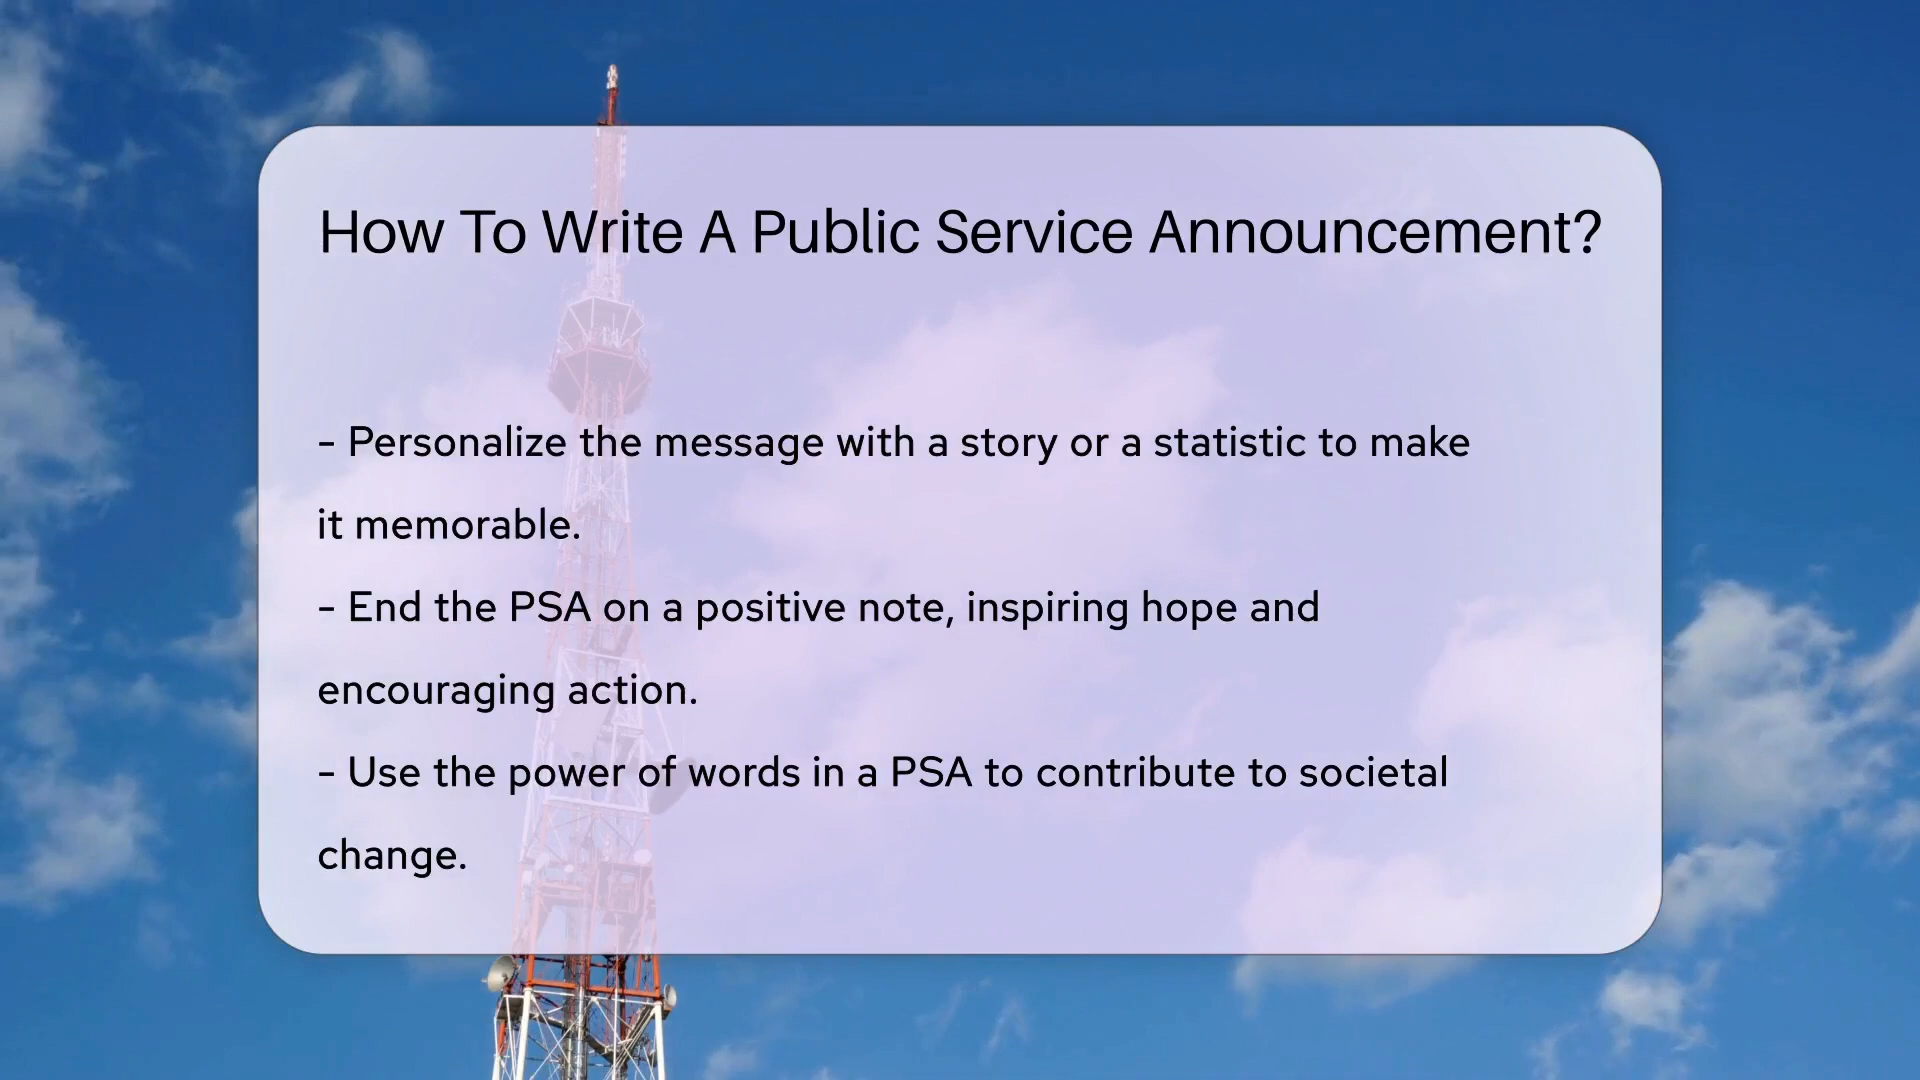 How To Write A Public Service Announcement?
- Personalize the message with a story or a statistic to make
it memorable.
- End the PSA on a positive note, inspiring hope and
encouraging action.
- Use the power of words in a PSA to contribute to societal
change.